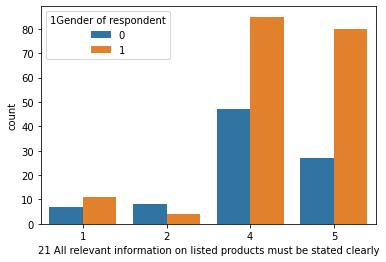 1Gender of respondent
0
1
80
70
60
50
40
30
20
10
0
count
1 2 4 5
21 All relevant information on listed products must be stated clearly